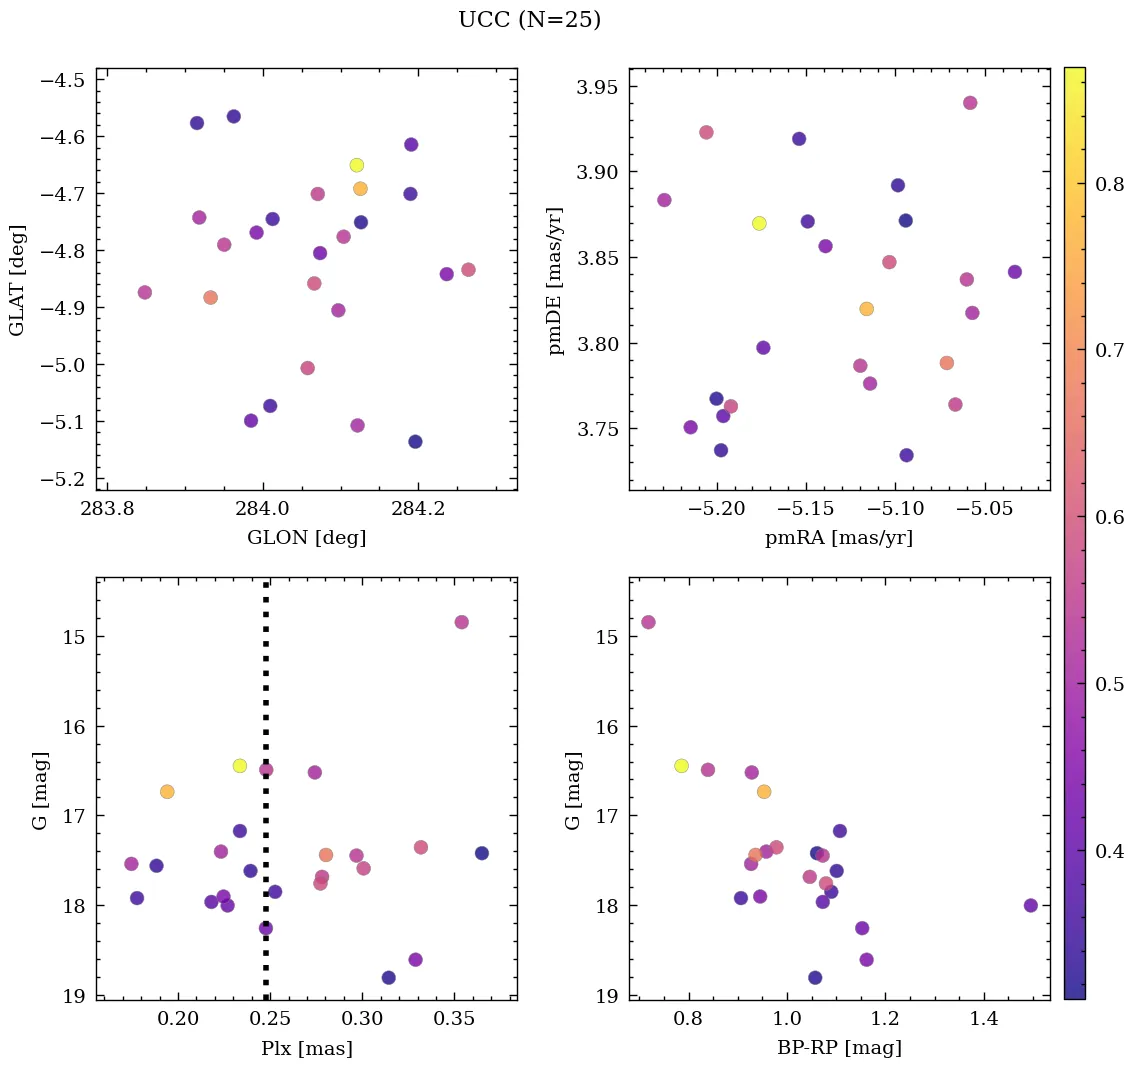 UCC (N=25)
−4.5
−4.6
−4.7
−4.8
−4.9
−5.0
−5.1
−5.2
GLAT [deg]
283.8 284.0 284.2
GLON [deg]
3.95
3.90
3.85
3.80
3.75
pmDE [mas/yr]
−5.20 −5.15 −5.10 −5.05
pmRA [mas/yr]
0.8
0.7
0.6
0.5
0.4
15
16
17
18
19
G [mag]
0.20 0.25 0.30 0.35
Plx [mas]
15
16
17
18
19
G [mag]
0.8 1.0 1.2 1.4
BP-RP [mag]